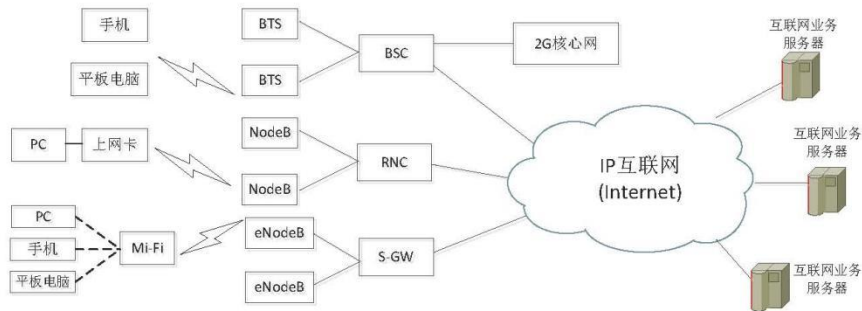 手机
平板电脑
BTS
BTS
BSC
2G核心网
互联网业务
服务器
PC
上网卡
NodeB
NodeB
RNC
IP互联网
(Internet)
互联网业务
服务器
PC
手机
平板电脑
Mi-Fi
eNodeB
eNodeB
S-GW
互联网业务
服务器